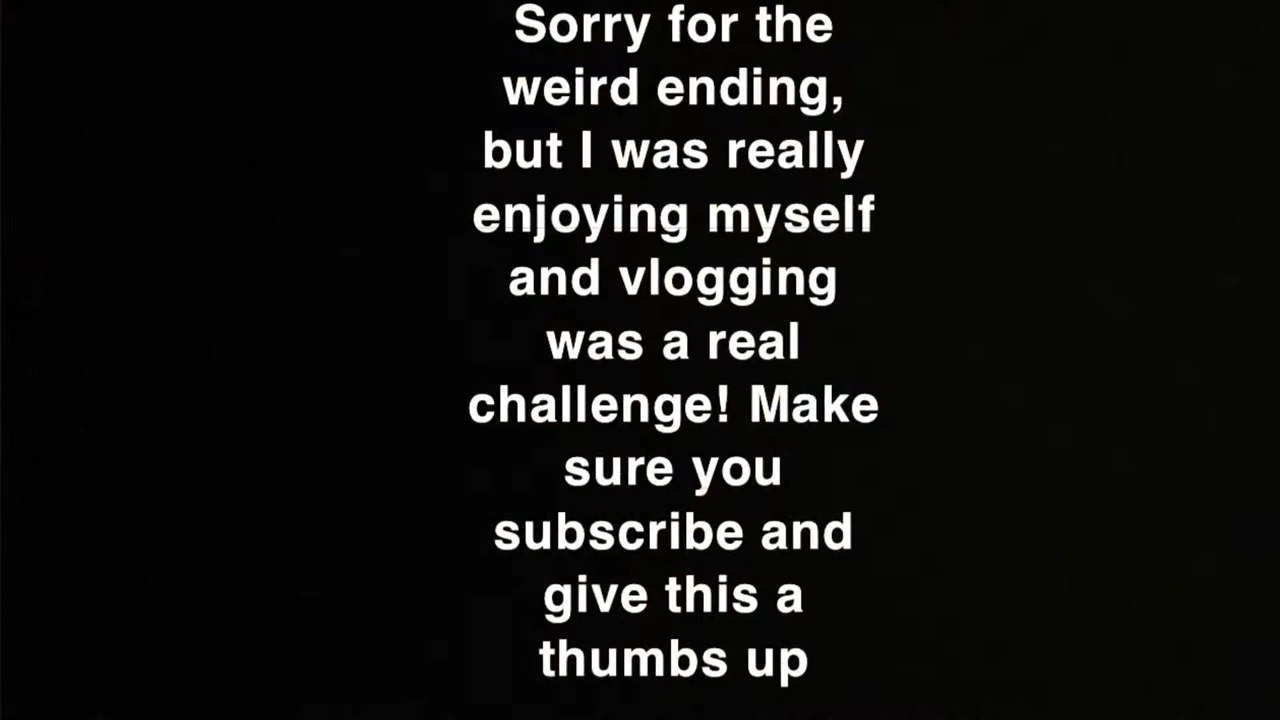 Sorry for the
weird ending,
but I was really
enjoying myself
and vlogging
was a real
challenge! Make
sure you
subscribe and
give this a
thumbs up